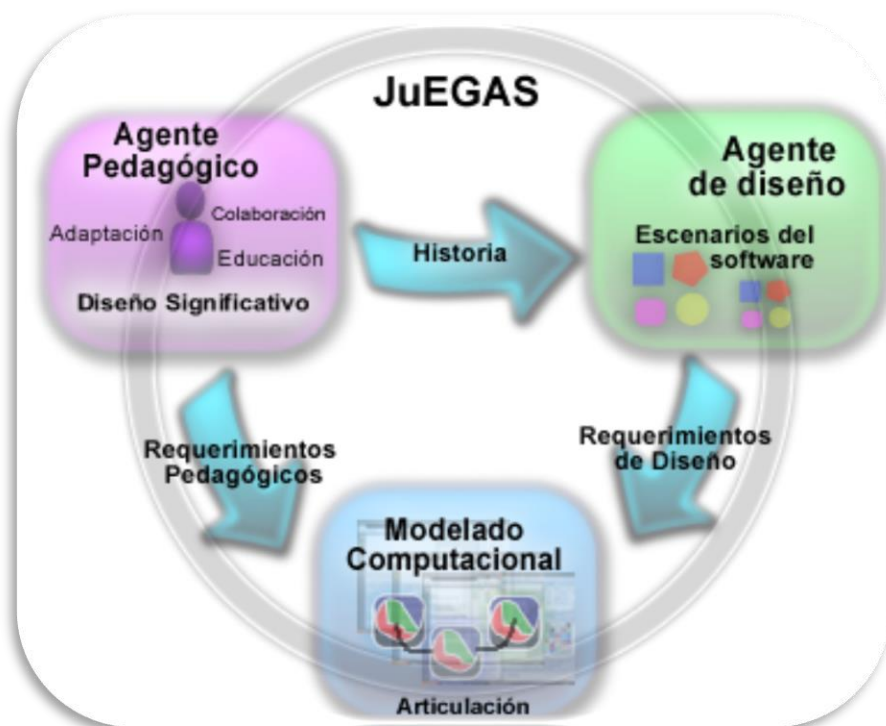 JuEGAS
Agente
Pedagógico
Colaboración
Adaptación
Educación
Diseño Significativo
Historia
Agente
de diseño
Escenarios del
software
Requerimientos
Pedagógicos
Requerimientos
de Diseño
Modelado
Computacional
Articulación